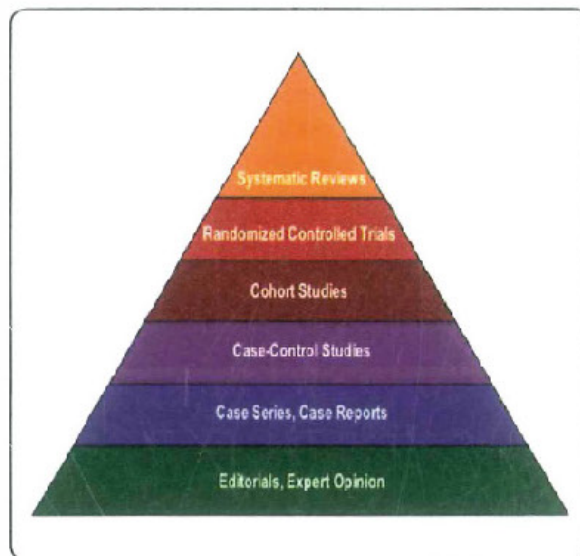 Systematic Reviews
Randomized Controlled Trials
Cohort Studies
Case-Control Studies
Case Series, Case Reports
Editorials, Expert Opinion